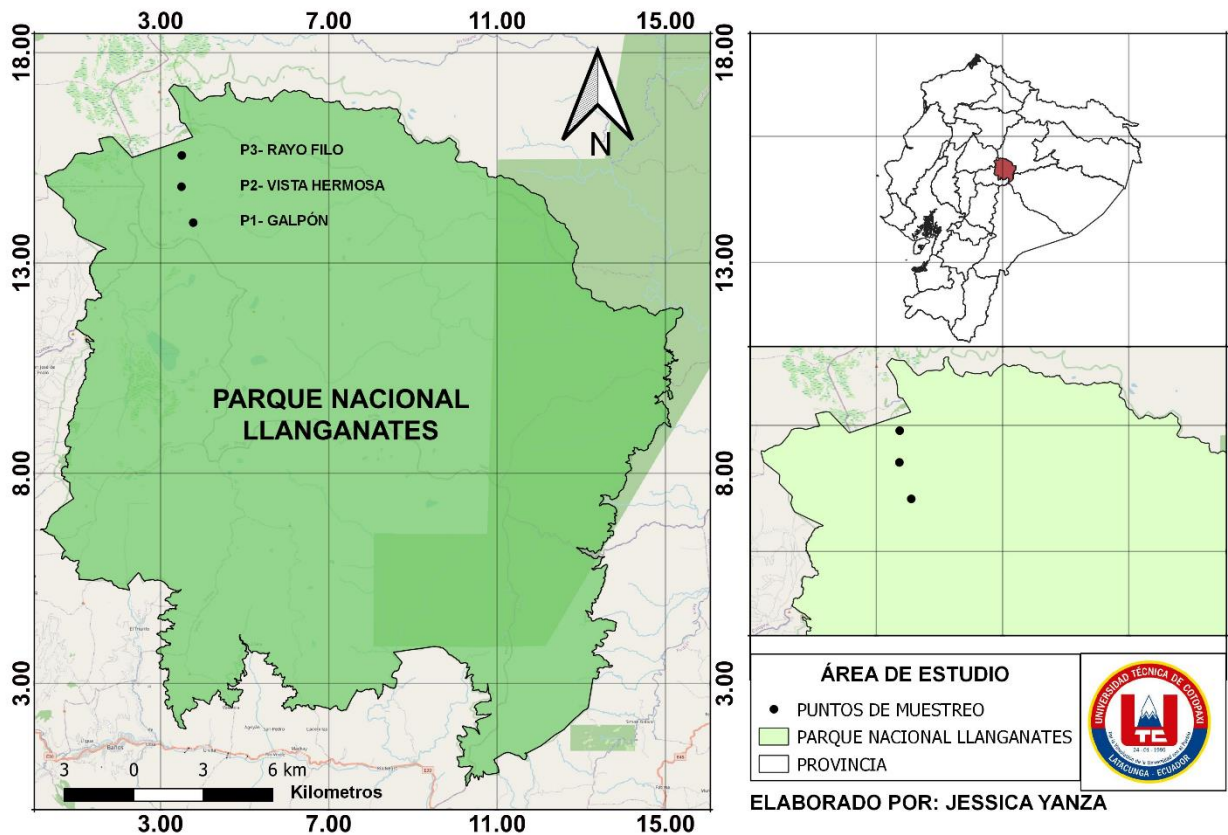 3.00 7.00 11.00 15.00
18.00 18.00
N
P3- RAYO FILO
P2- VISTA HERMOSA
P1- GALPÓN
13.00 13.00
PARQUE NACIONAL
LLANGANATES
8.00 8.00
3.00 3.00
Baños
3 0 3 6 km
Kilometros
3.00 7.00 11.00 15.00
ÁREA DE ESTUDIO
PUNTOS DE MUESTREO
PARQUE NACIONAL LLANGANATES
PROVINCIA
UNIVERSIDAD TÉCNICA DE COTOPAXI
UTC
LATACUNGA - ECUADOR
ELABORADO POR: JESSICA YANZA